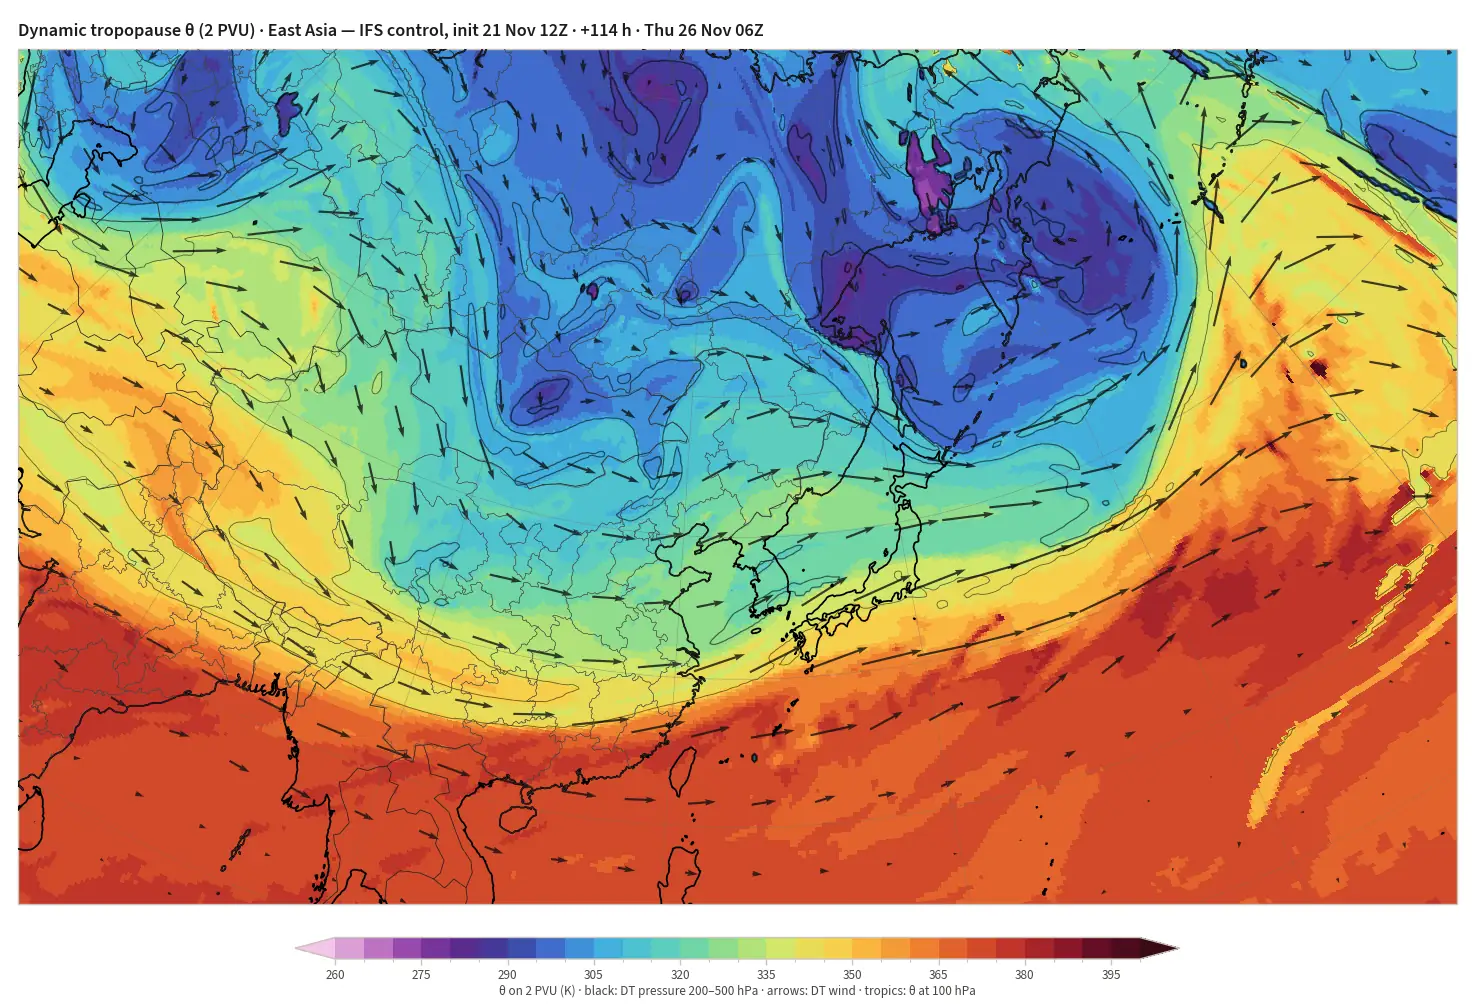 Dynamic tropopause θ (2 PVU) · East Asia — IFS control, init 21 Nov 12Z · +114 h · Thu 26 Nov 06Z
260 275 290 305 320 335 350 365 380 395
θ on 2 PVU (K) · black: DT pressure 200–500 hPa · arrows: DT wind · tropics: θ at 100 hPa